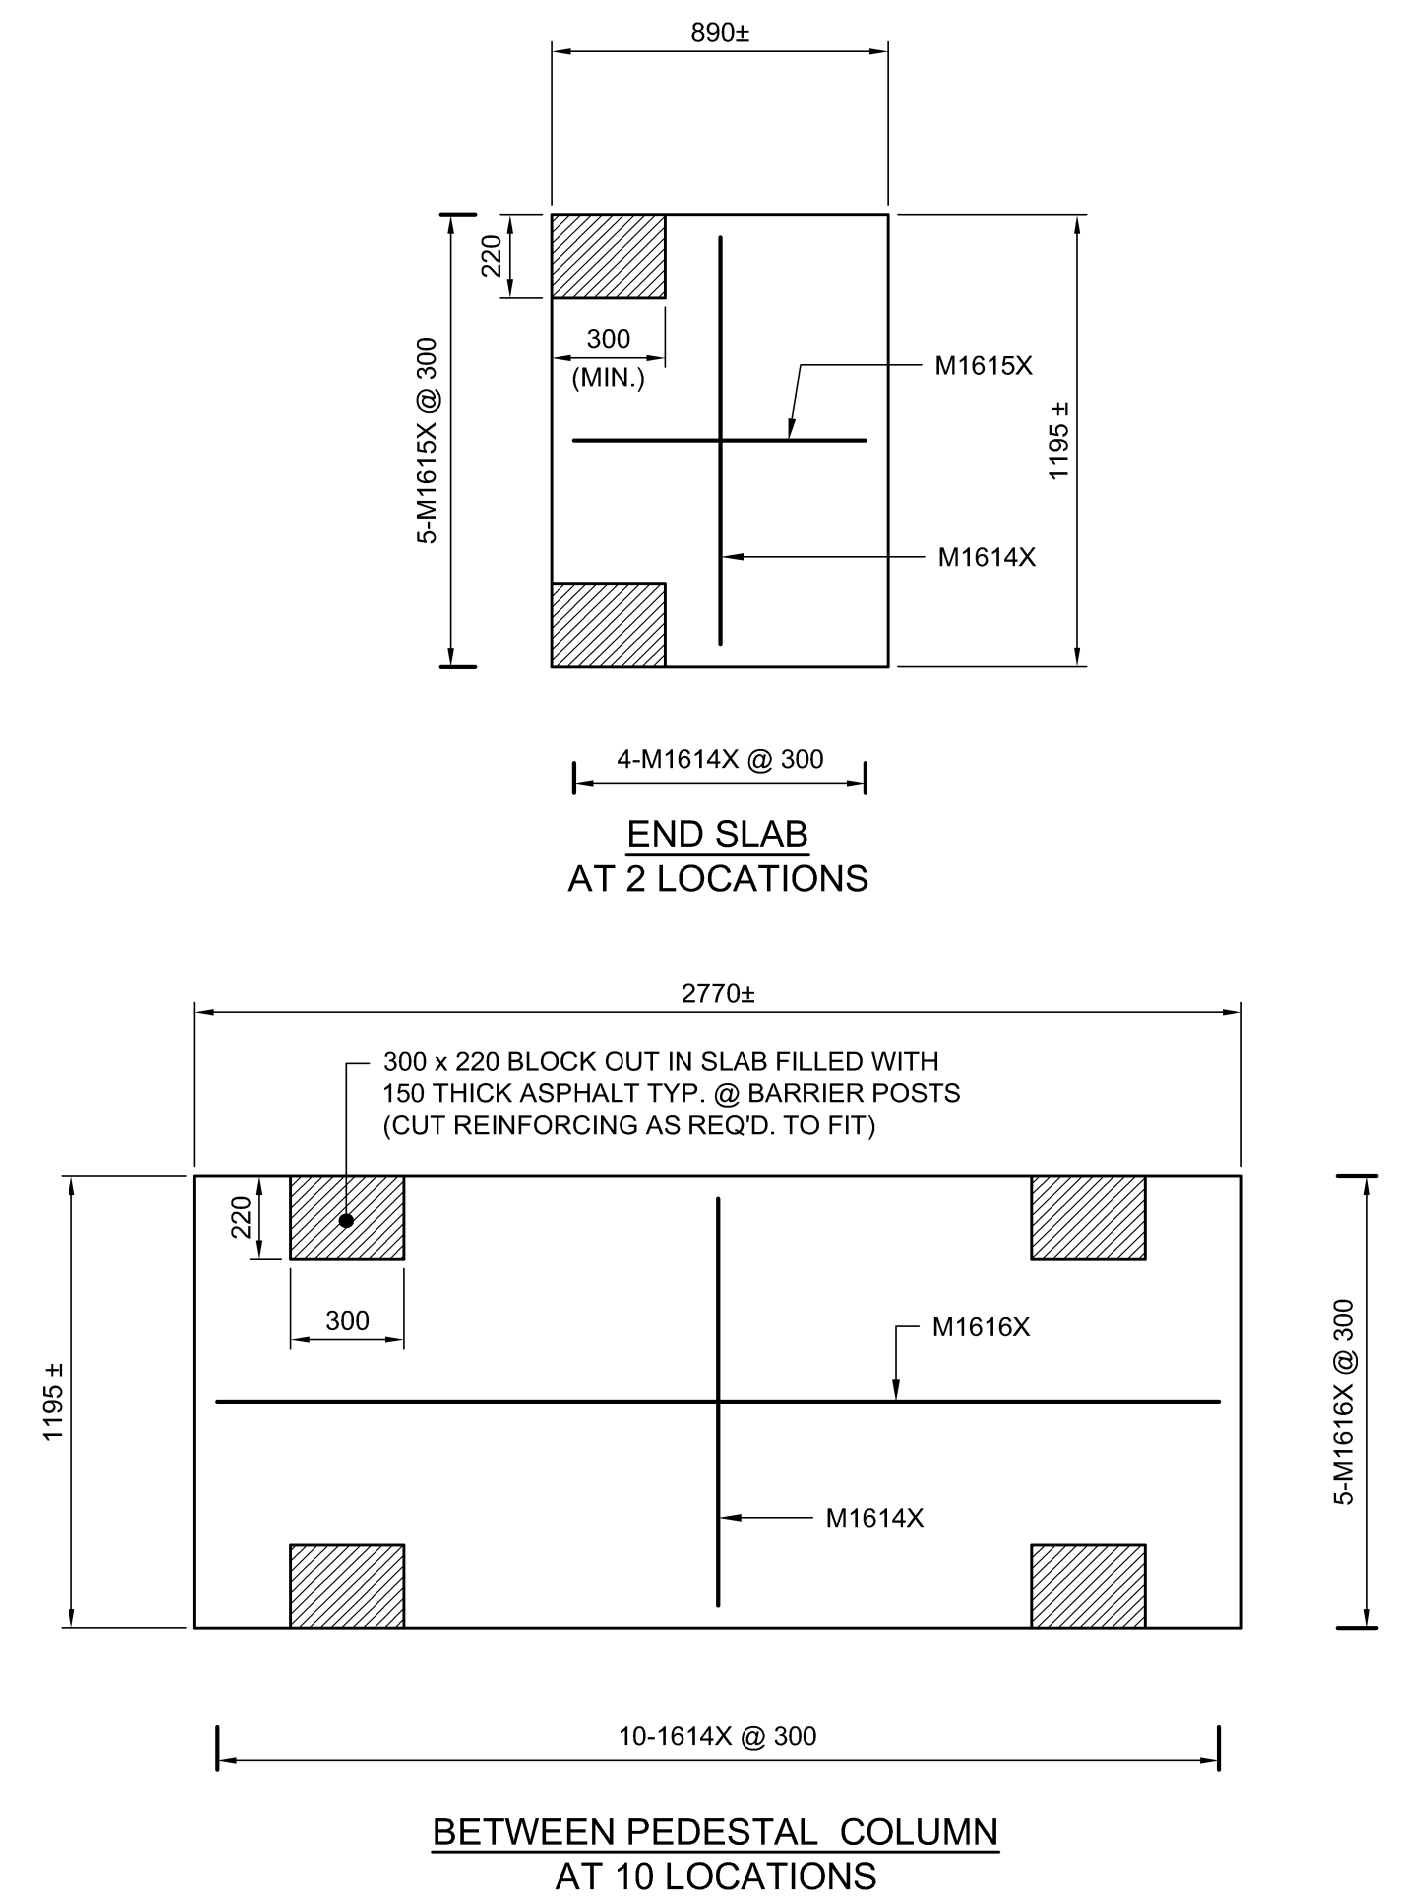 890±
220
300
(MIN.)
5-M1615X @ 300
M1615X
1195 ±
M1614X
4-M1614X @ 300
END SLAB
AT 2 LOCATIONS
2770±
300 x 220 BLOCK OUT IN SLAB FILLED WITH
150 THICK ASPHALT TYP. @ BARRIER POSTS
(CUT REINFORCING AS REQ'D. TO FIT)
220
300
1195 ±
M1616X
5-M1616X @ 300
M1614X
10-1614X @ 300
BETWEEN PEDESTAL COLUMN
AT 10 LOCATIONS